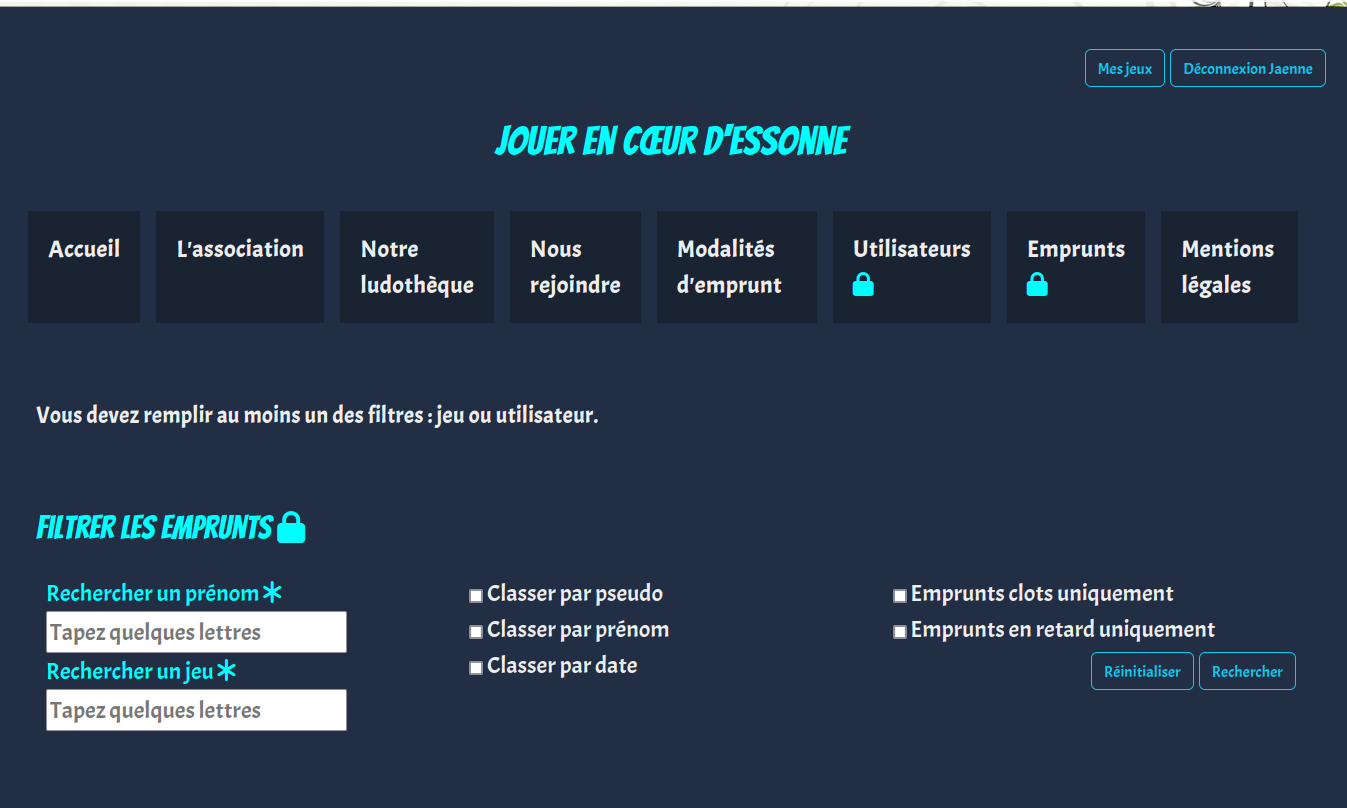 Mes jeux Déconnexion Jaenne
JOUER EN CŒUR D'ESSONNE
Accueil
L'association
Notre
ludothèque
Nous
rejoindre
Modalités
d'emprunt
Utilisateurs
Emprunts
Mentions
légales
Vous devez remplir au moins un des filtres : jeu ou utilisateur.
FILTRER LES EMPRUNTS
Rechercher un prénom
Tapez quelques lettres
Rechercher un jeu
Tapez quelques lettres
Classer par pseudo
Classer par prénom
Classer par date
Emprunts clots uniquement
Emprunts en retard uniquement
Réinitialiser Rechercher